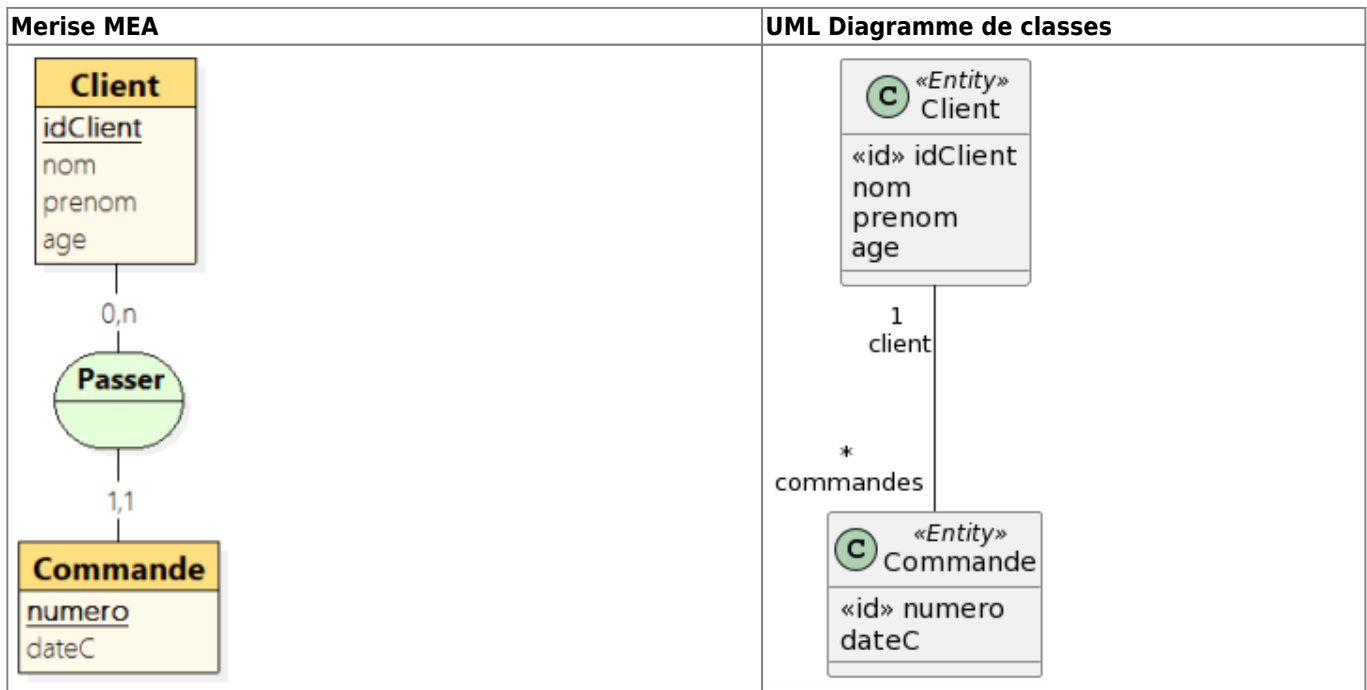 Merise MEA
UML Diagramme de classes
Client
idClient
nom
prenom
age
0,n
Passer
1,1
Commande
numero
dateC
C «Entity»
Client
«id» idClient
nom
prenom
age
1
client
*
commandes
C «Entity»
Commande
«id» numero
dateC